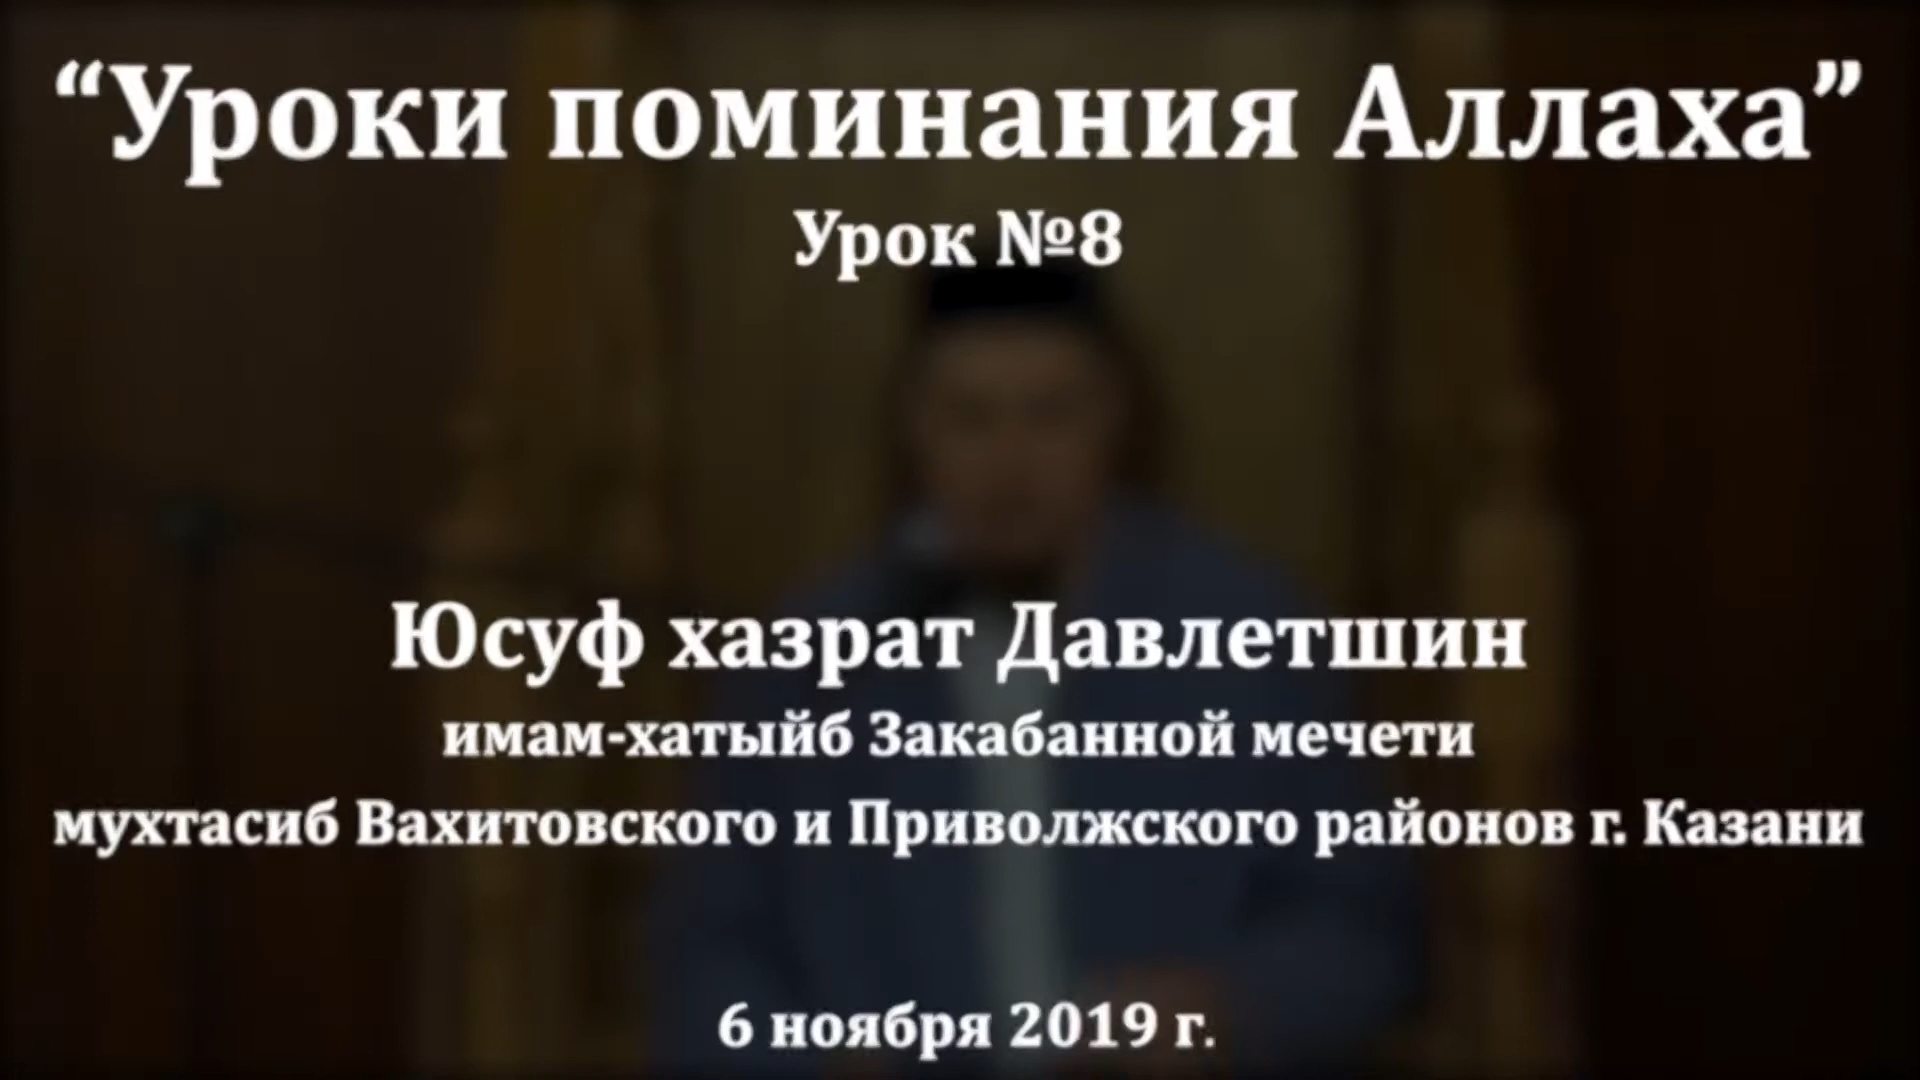 “Уроки поминания Аллаха”
Урок №8
Юсуф хазрат Давлетшин
имам-хатыйб Закабанной мечети
мухтасиб Вахитовского и Приволжского районов г. Казани
6 ноября 2019 г.